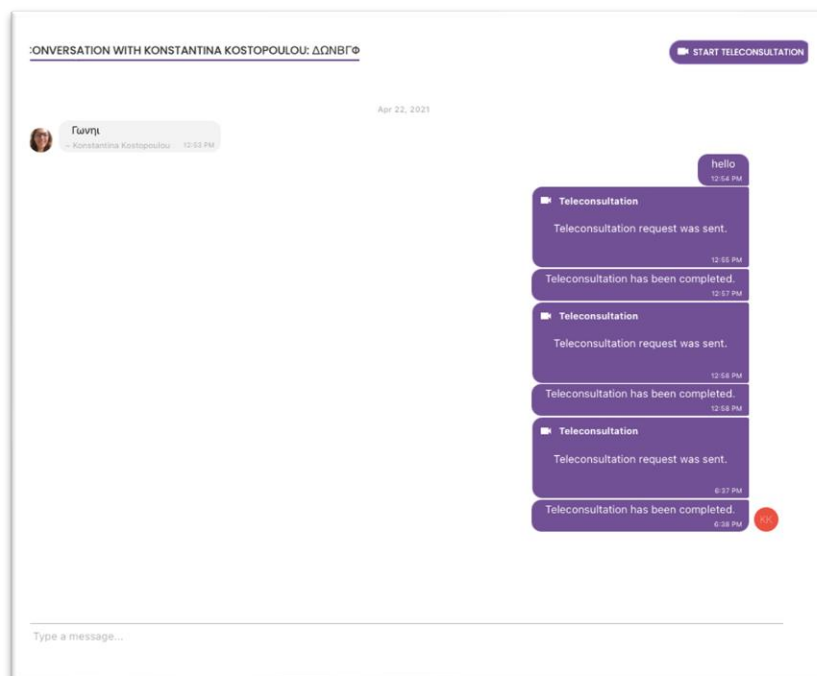 :ONVERSATION WITH KONSTANTINA KOSTOPOULOU: ΔΩΝΒΓΦ
START TELECONSULTATION
Apr 22, 2021
Γωνηι
– Konstantina Kostopoulou 12:53 PM
hello
12:54 PM
Teleconsultation
Teleconsultation request was sent.
12:55 PM
Teleconsultation has been completed.
12:57 PM
Teleconsultation
Teleconsultation request was sent.
12:58 PM
Teleconsultation has been completed.
12:58 PM
Teleconsultation
Teleconsultation request was sent.
6:37 PM
Teleconsultation has been completed.
6:38 PM
KK
Type a message...